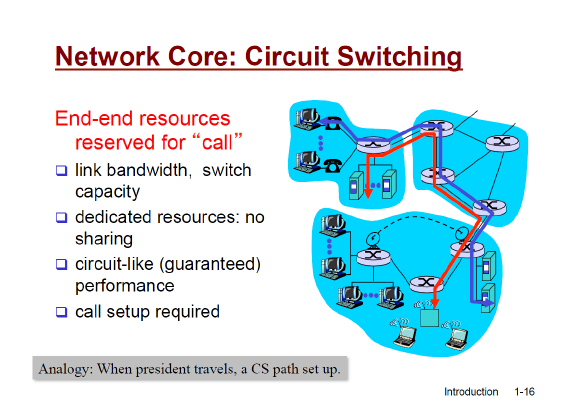 Network Core: Circuit Switching
End-end resources
reserved for “call”
link bandwidth, switch
capacity
dedicated resources: no
sharing
circuit-like (guaranteed)
performance
call setup required
Analogy: When president travels, a CS path set up.
Introduction 1-16